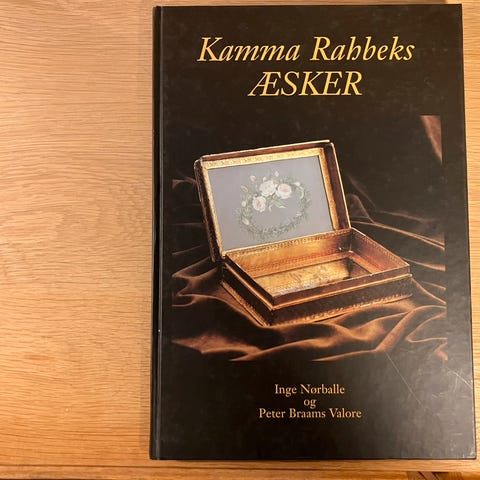 Kamma Rahbeks
ÆSKER
Inge Nørballe
og
Peter Braams Valore